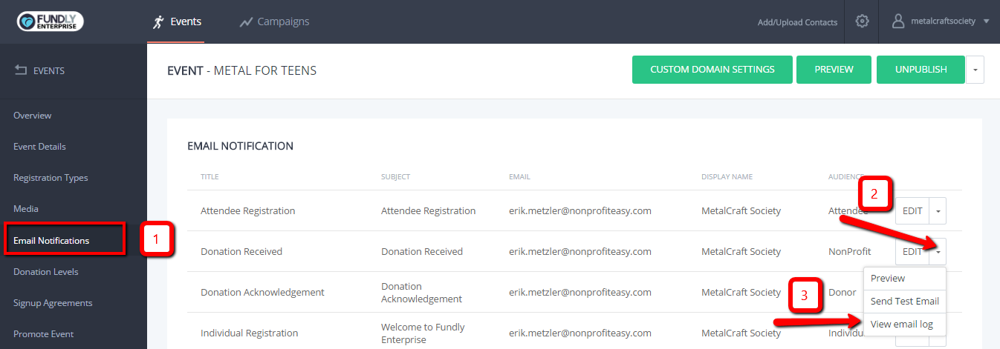 FUNDLY
ENTERPRISE
Events
Campaigns
Add/Upload Contacts
metalcraftsociety
EVENTS
EVENT - METAL FOR TEENS
CUSTOM DOMAIN SETTINGS
PREVIEW
UNPUBLISH
Overview
Event Details
Registration Types
Media
Email Notifications
1
Donation Levels
Signup Agreements
Promote Event
EMAIL NOTIFICATION
TITLE SUBJECT EMAIL DISPLAY NAME AUDIENCE
2
Attendee Registration Attendee Registration erik.metzler@nonprofiteasy.com MetalCraft Society Attendee EDIT
Donation Received Donation Received erik.metzler@nonprofiteasy.com MetalCraft Society NonProfit EDIT
Preview
Send Test Email
View email log
3
Donation Acknowledgement Donation
Acknowledgement erik.metzler@nonprofiteasy.com MetalCraft Society Donor
Individual Registration Welcome to Fundly
Enterprise erik.metzler@nonprofiteasy.com MetalCraft Society